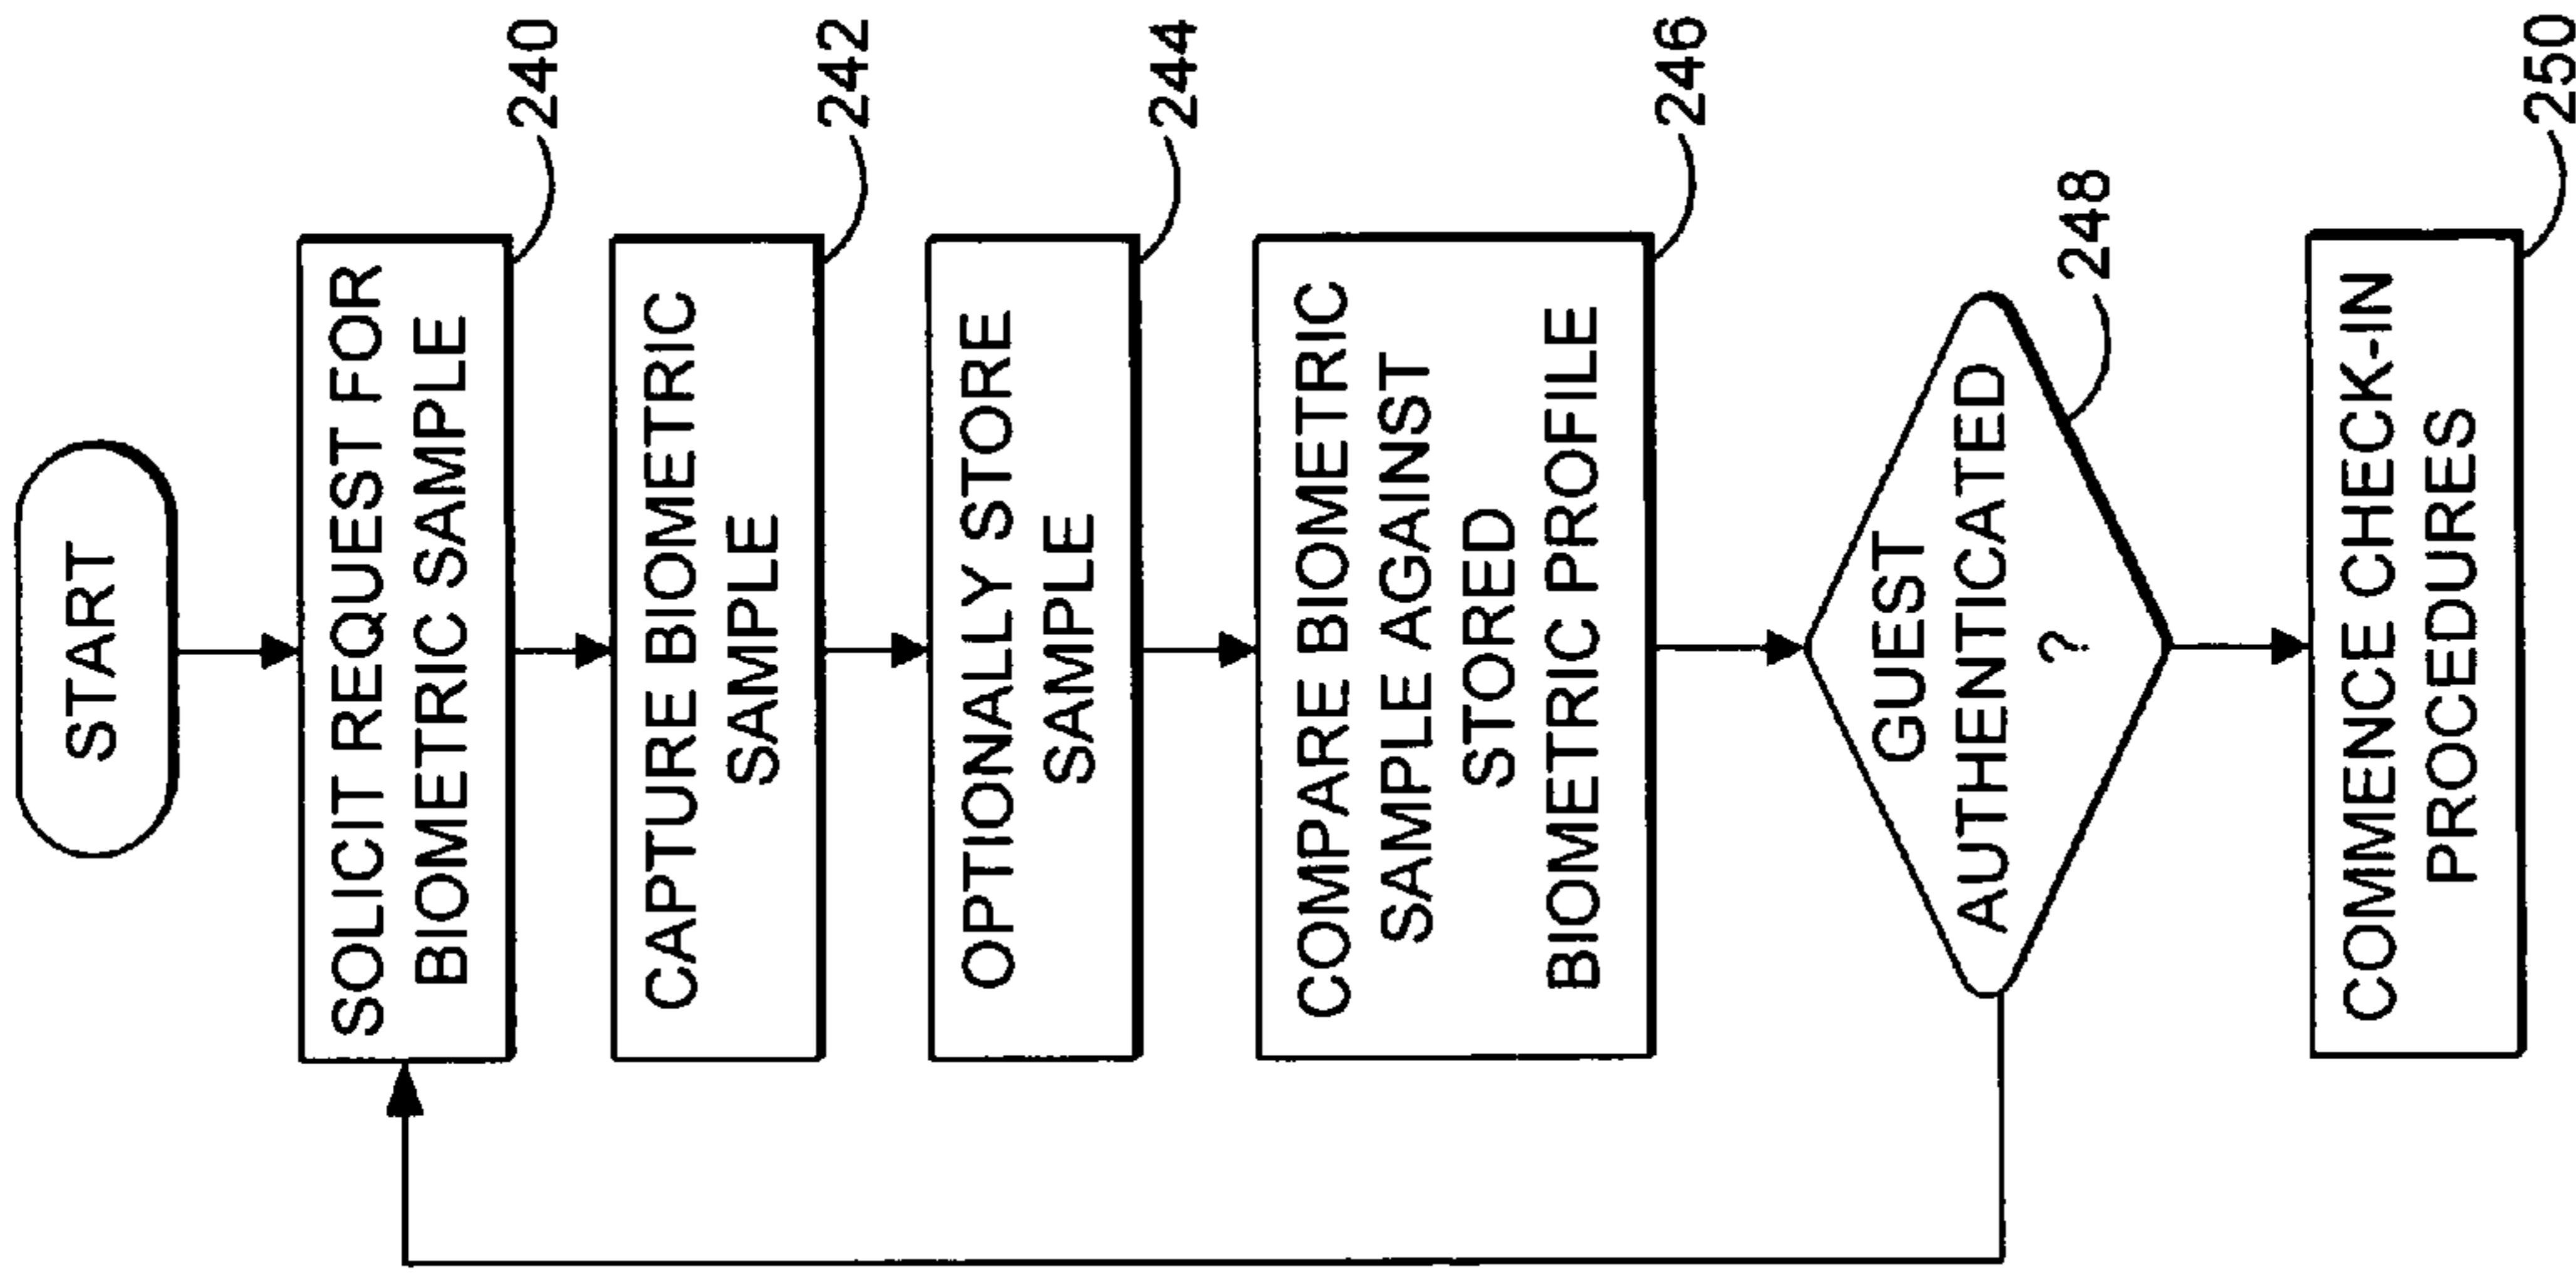 START
SOLICIT REQUEST FOR
BIOMETRIC SAMPLE
240
CAPTURE BIOMETRIC
SAMPLE
242
OPTIONALLY STORE
SAMPLE
244
COMPARE BIOMETRIC
SAMPLE AGAINST
STORED
BIOMETRIC PROFILE
246
GUEST
AUTHENTICATED
?
248
COMMENCE CHECK-IN
PROCEDURES
250